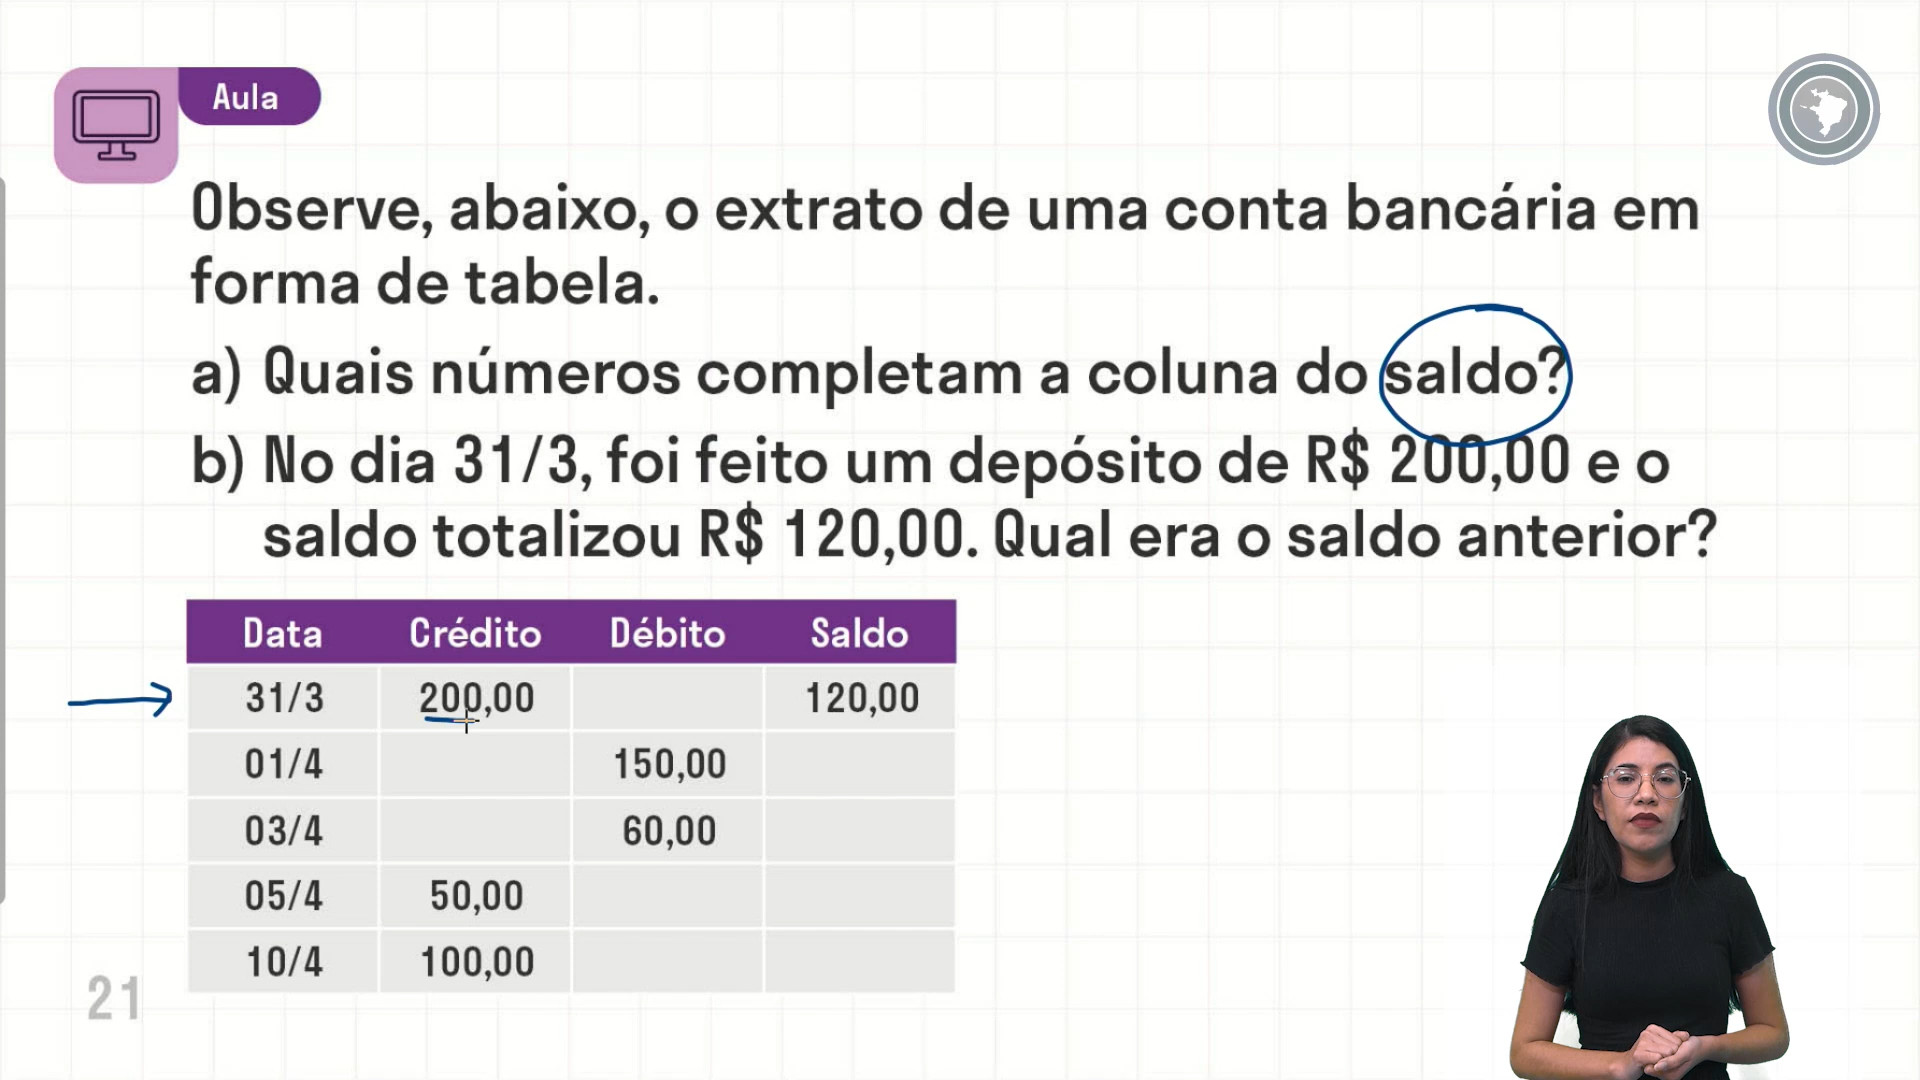 Aula
Observe, abaixo, o extrato de uma conta bancária em
forma de tabela.
a) Quais números completam a coluna do saldo?
b) No dia 31/3, foi feito um depósito de R$ 200,00 e o
saldo totalizou R$ 120,00. Qual era o saldo anterior?
Data Crédito Débito Saldo
31/3 200,00 120,00
01/4 150,00
03/4 60,00
05/4 50,00
10/4 100,00
21